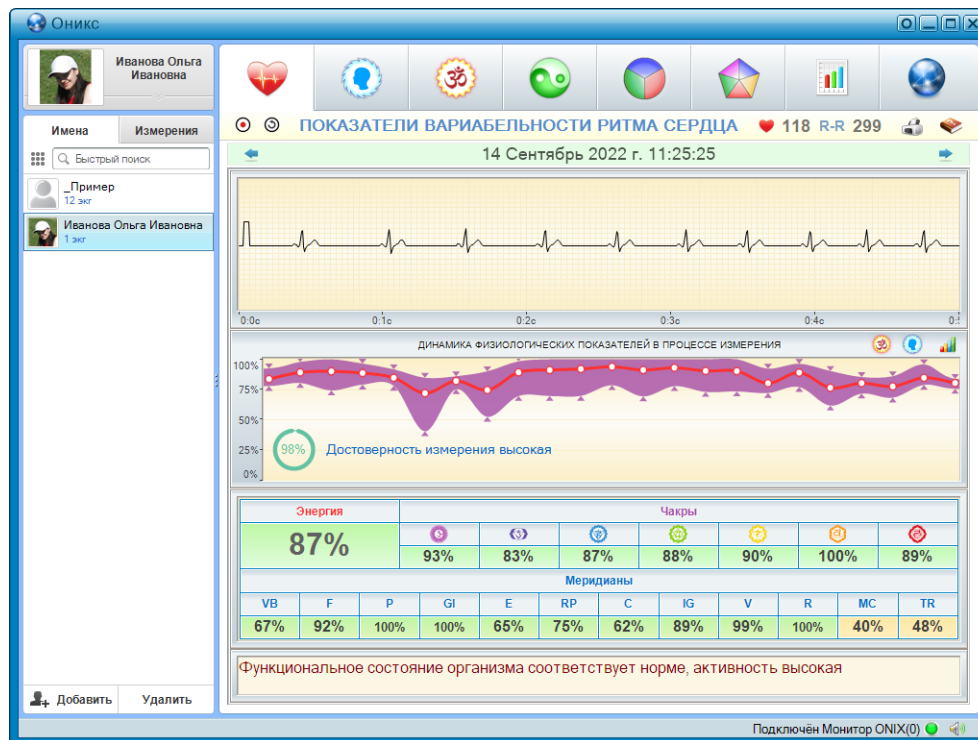 Оникс
Иванова Ольга
Ивановна
Имена
Измерения
Быстрый поиск
_Пример
12 экг
Иванова Ольга Ивановна
1 экг
Добавить
Удалить
ПОКАЗАТЕЛИ ВАРИАБЕЛЬНОСТИ РИТМА СЕРДЦА 118 R-R 299
14 Сентябрь 2022 г. 11:25:25
0:0с 0:1с 0:2с 0:3с 0:4с
ДИНАМИКА ФИЗИОЛОГИЧЕСКИХ ПОКАЗАТЕЛЕЙ В ПРОЦЕССЕ ИЗМЕРЕНИЯ
100%
75%
50%
25%
0%
98% Достоверность измерения высокая
Энергия Чакры
87%
93% 83% 87% 88% 90% 100% 89%
Меридианы
VB F P GI E RP C IG V R MC TR
67% 92% 100% 100% 65% 75% 62% 89% 99% 100% 40% 48%
Функциональное состояние организма соответствует норме, активность высокая
Подключён Монитор ONIX(0)